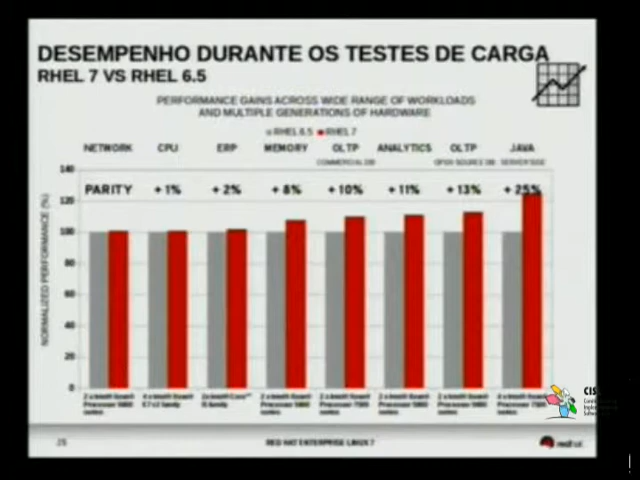 DESEMPENHO DURANTE OS TESTES DE CARGA
RHEL 7 VS RHEL 6.5
PERFORMANCE GAINS ACROSS WIDE RANGE OF WORKLOADS
AND MULTIPLE GENERATIONS OF HARDWARE
RHEL 6.5 RHEL 7
NETWORK CPU ERP MEMORY OLTP ANALYTICS OLTP JAVA
COMMERCIAL DB OPEN SOURCE DB SERVER SIDE
PARITY + 1% + 2% + 8% + 10% + 11% + 13% + 25%
NORMALIZED PERFORMANCE (%)
140
120
100
80
60
40
20
0
CIS
25 RED HAT ENTERPRISE LINUX 7 redhat